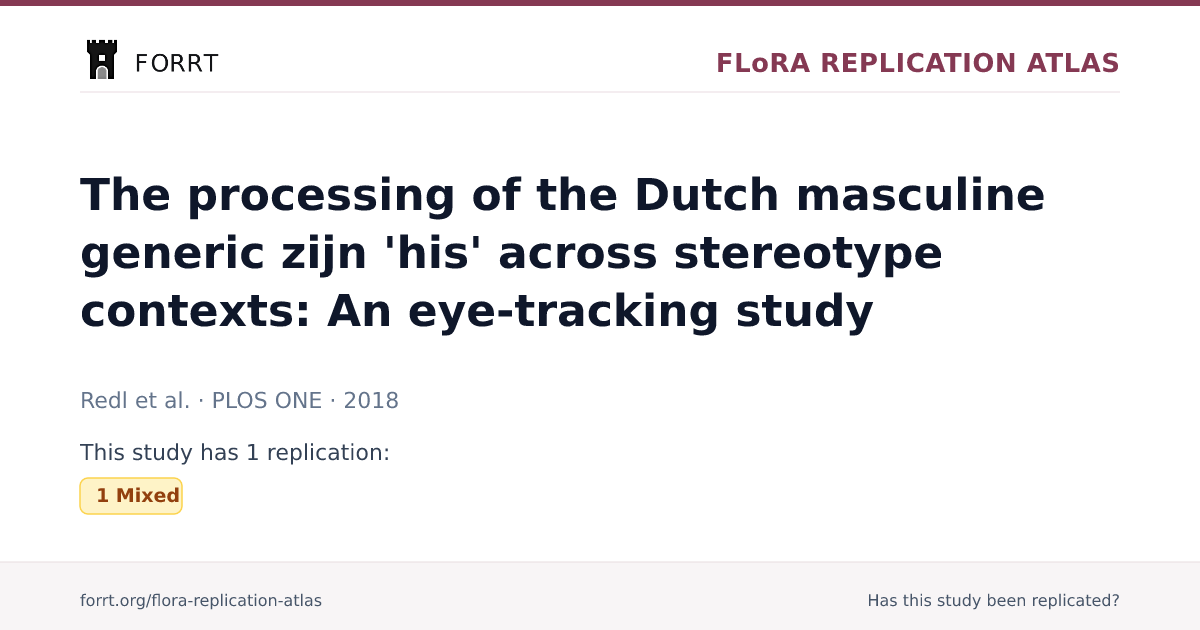 FORRT
FLoRA REPLICATION ATLAS
The processing of the Dutch masculine
generic zijn 'his' across stereotype
contexts: An eye-tracking study
Redl et al. · PLOS ONE · 2018
This study has 1 replication:
1 Mixed
forrt.org/flora-replication-atlas
Has this study been replicated?